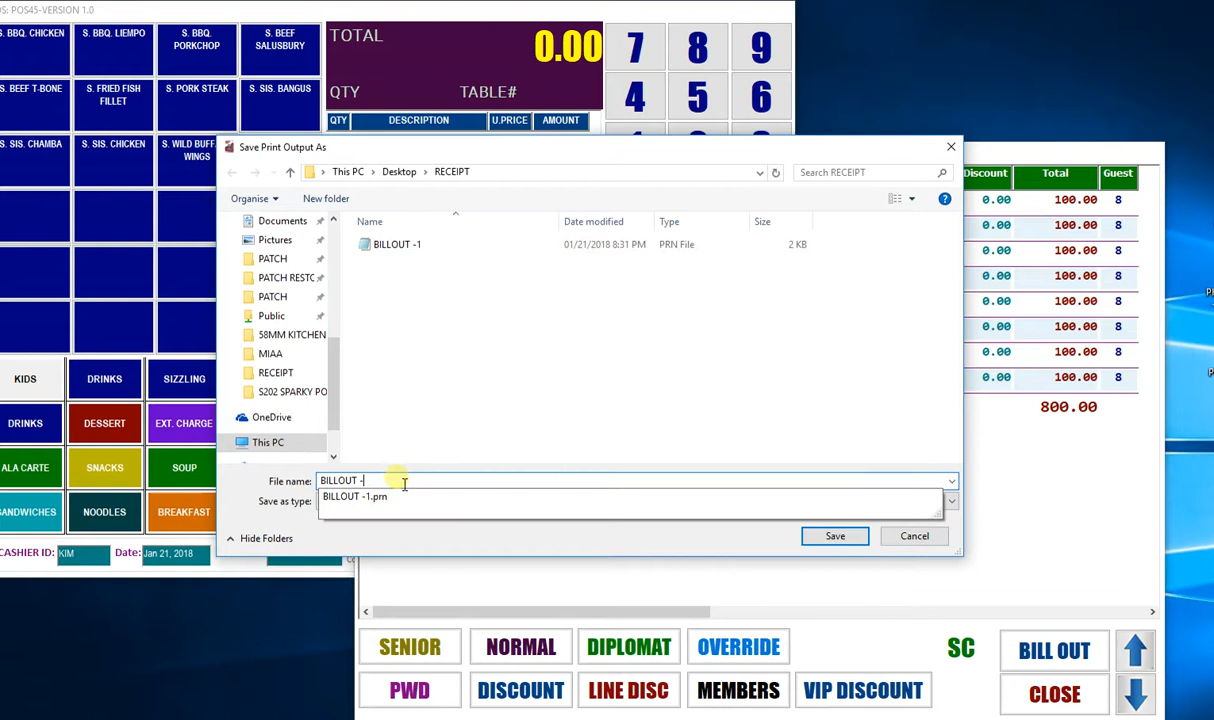 OS: POS45-VERSION 1.0
S. BBQ. CHICKEN
S. BBQ. LIEMPO
S. BBQ.
PORKCHOP
S. BEEF
SALUSBURY
S. BEEF T-BONE
S. FRIED FISH
FILLET
S. PORK STEAK
S. SIS. BANGUS
S. SIS. CHAMBA
S. SIS. CHICKEN
S. WILD BUFF
WINGS
TOTAL
0.00
QTY
TABLE#
QTY
DESCRIPTION
U.PRICE
AMOUNT
7
8
9
4
5
6
Save Print Output As
This PC
Desktop
RECEIPT
Search RECEIPT
Organise
New folder
Documents
Pictures
PATCH
PATCH RESTC
PATCH
Public
58MM KITCHEN
MIAA
RECEIPT
S202 SPARKY PO
OneDrive
This PC
Name
Date modified
Type
Size
BILLOUT -1
01/21/2018 8:31 PM
PRN File
2 KB
File name:
BILLOUT -
BILLOUT -1.prn
Save as type:
Hide Folders
Save
Cancel
Discount
Total
Guest
0.00 100.00 8
100.00 8
100.00 8
100.00 8
100.00 8
0.00 100.00 8
0.00 100.00 8
0.00 100.00 8
800.00
KIDS
DRINKS
SIZZLING
DRINKS
DESSERT
EXT. CHARGE
ALA CARTE
SNACKS
SOUP
SANDWICHES
NOODLES
BREAKFAST
CASHIER ID:
KIM
Date:
Jan 21, 2018
SENIOR
NORMAL
DIPLOMAT
OVERRIDE
SC
BILL OUT
PWD
DISCOUNT
LINE DISC
MEMBERS
VIP DISCOUNT
CLOSE